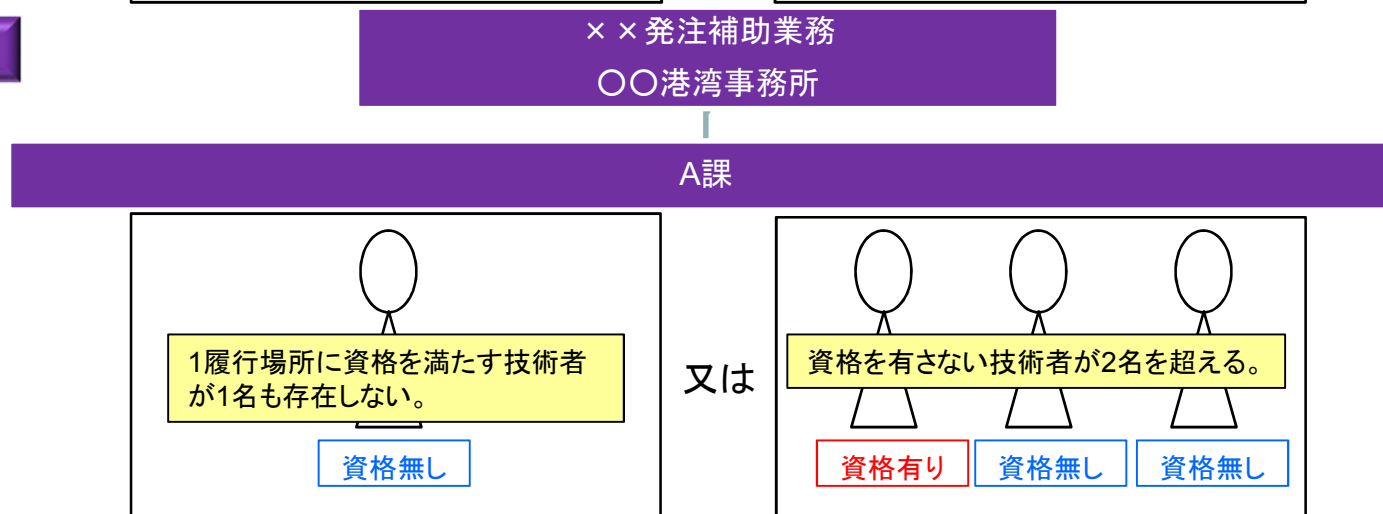 ××発注補助業務
〇〇港湾事務所
A課
1履行場所に資格を満たす技術者
が1名も存在しない。
資格無し
又は
資格を有さない技術者が2名を超える。
資格有り
資格無し
資格無し